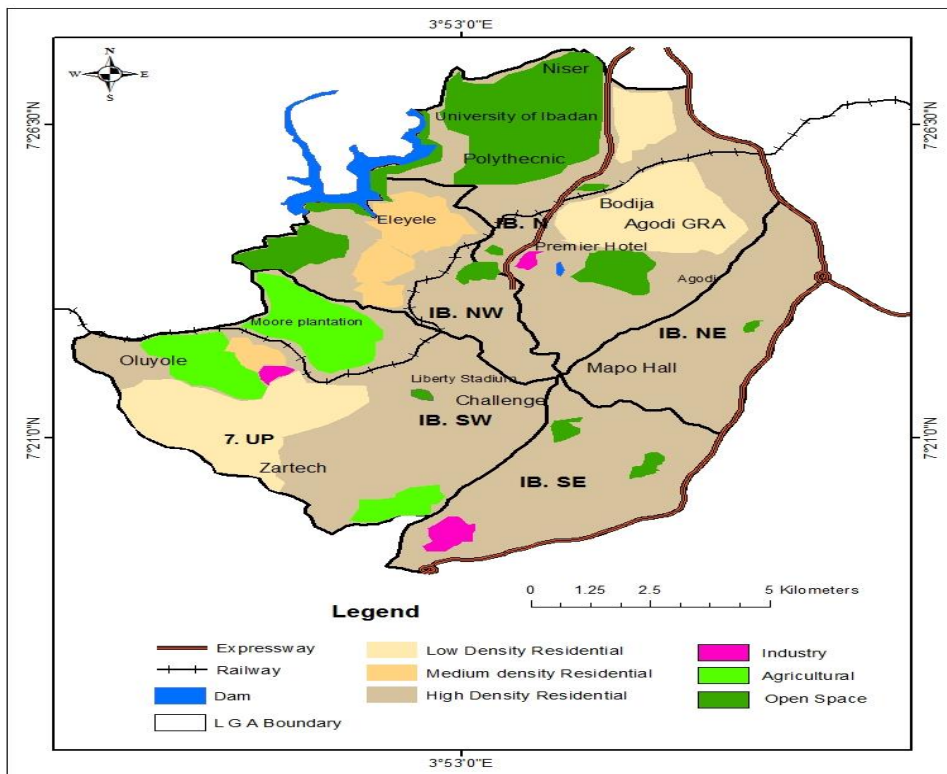 3°53'0"E
N
W E
S
7°26'30"N
7°26'30"N
Niser
University of Ibadan
Polythecnic
Eleyele
IB. N
Bodija
Agodi GRA
Premier Hotel
Agodi
IB. NW
IB. NE
Moore plantation
Oluyole
Liberty Stadium
Mapo Hall
Challenge
IB. SW
7. UP
7°21'0"N
7°21'0"N
Zartech
IB. SE
0 1.25 2.5 5 Kilometers
Legend
Expressway
Railway
Dam
L G A Boundary
Low Density Residential
Medium density Residential
High Density Residential
Industry
Agricultural
Open Space
3°53'0"E